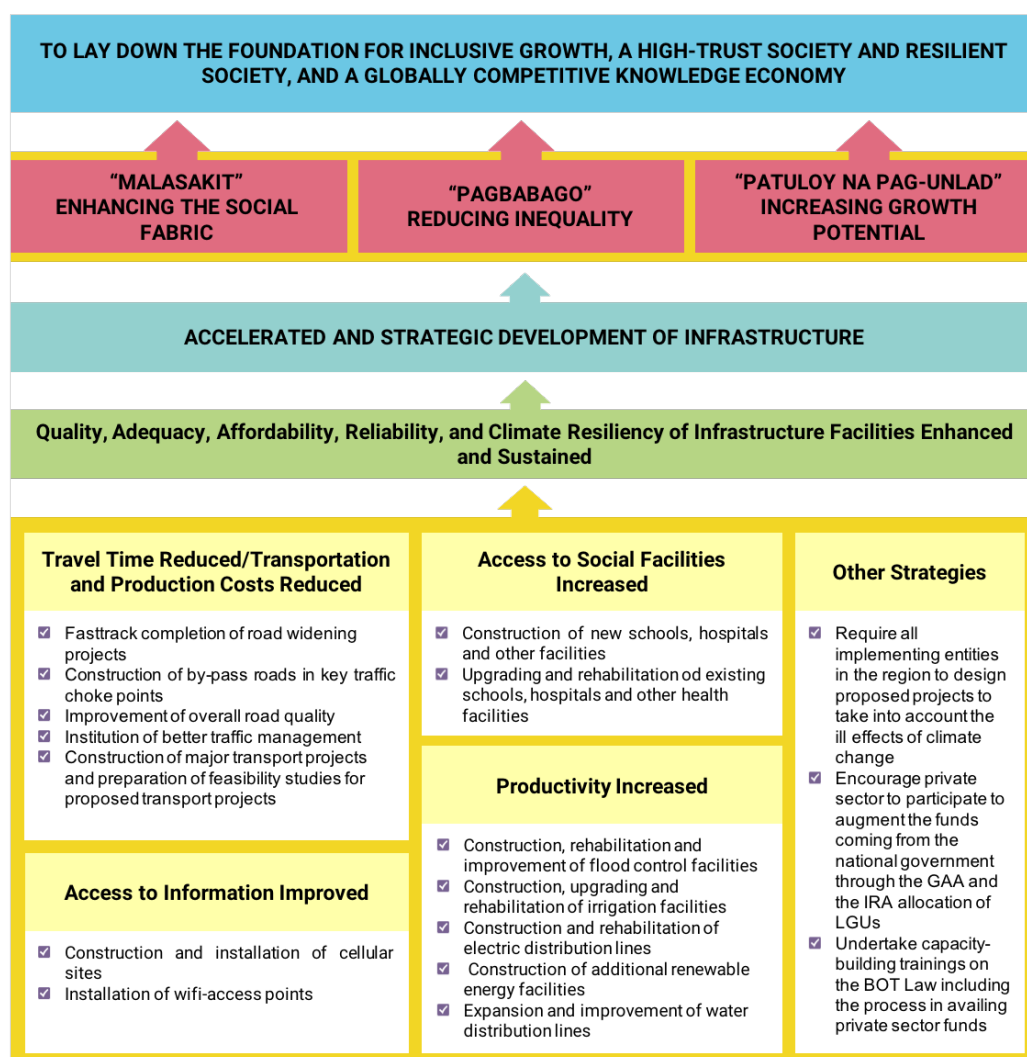 TO LAY DOWN THE FOUNDATION FOR INCLUSIVE GROWTH, A HIGH-TRUST SOCIETY AND RESILIENT
SOCIETY, AND A GLOBALLY COMPETITIVE KNOWLEDGE ECONOMY
“MALASAKIT”
ENHANCING THE SOCIAL
FABRIC
“PAGBABAGO”
REDUCING INEQUALITY
“PATULOY NA PAG-UNLAD”
INCREASING GROWTH
POTENTIAL
ACCELERATED AND STRATEGIC DEVELOPMENT OF INFRASTRUCTURE
Quality, Adequacy, Affordability, Reliability, and Climate Resiliency of Infrastructure Facilities Enhanced
and Sustained
Travel Time Reduced/Transportation
and Production Costs Reduced
Fasttrack completion of road widening
projects
Construction of by-pass roads in key traffic
choke points
Improvement of overall road quality
Institution of better traffic management
Construction of major transport projects
and preparation of feasibility studies for
proposed transport projects
Access to Information Improved
Construction and installation of cellular
sites
Installation of wifi-access points
Access to Social Facilities
Increased
Construction of new schools, hospitals
and other facilities
Upgrading and rehabilitation od existing
schools, hospitals and other health
facilities
Productivity Increased
Construction, rehabilitation and
improvement of flood control facilities
Construction, upgrading and
rehabilitation of irrigation facilities
Construction and rehabilitation of
electric distribution lines
Construction of additional renewable
energy facilities
Expansion and improvement of water
distribution lines
Other Strategies
Require all
implementing entities
in the region to design
proposed projects to
take into account the
ill effects of climate
change
Encourage private
sector to participate to
augment the funds
coming from the
national government
through the GAA and
the IRA allocation of
LGUs
Undertake capacity-
building trainings on
the BOT Law including
the process in availing
private sector funds